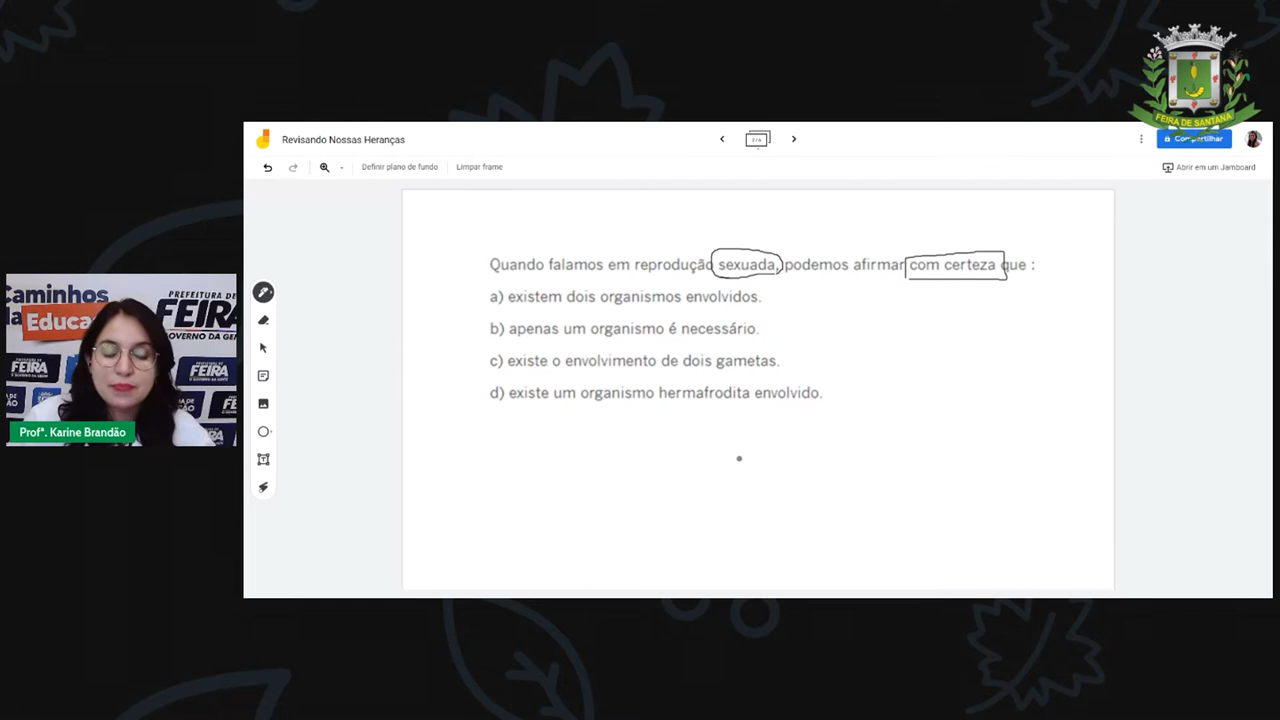 FEIRA DE SANTANA
Revisando Nossas Heranças
Compartilhar
Definir plano de fundo
Limpar frame
Abrir em um Jamboard
Quando falamos em reprodução sexuada, podemos afirmar com certeza que :
a) existem dois organismos envolvidos.
b) apenas um organismo é necessário.
c) existe o envolvimento de dois gametas.
d) existe um organismo hermafrodita envolvido.
Caminhos
da Educa
PREFEITURA DE
FEIRA
GOVERNO DA GENTE
FEIRA
FEIRA
Profª. Karine Brandão